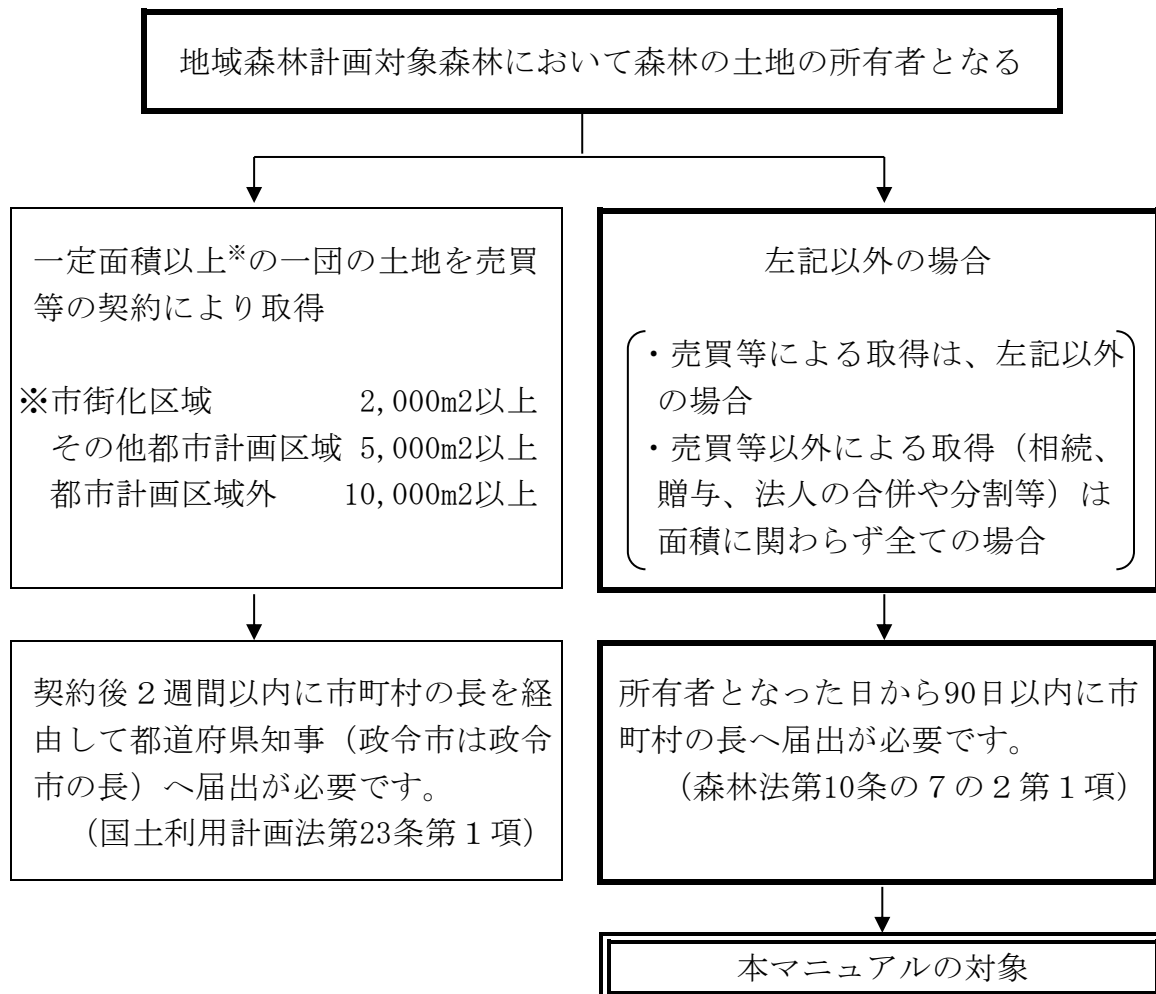 地域森林計画対象森林において森林の土地の所有者となる
一定面積以上※の一団の土地を売買
等の契約により取得
※市街化区域 2,000m2以上
その他都市計画区域 5,000m2以上
都市計画区域外 10,000m2以上
左記以外の場合
・売買等による取得は、左記以外
の場合
・売買等以外による取得（相続、
贈与、法人の合併や分割等）は
面積に関わらず全ての場合
契約後２週間以内に市町村の長を経
由して都道府県知事（政令市は政令
市の長）へ届出が必要です。
（国土利用計画法第23条第１項）
所有者となった日から90日以内に市
町村の長へ届出が必要です。
（森林法第10条の７の２第１項）
本マニュアルの対象